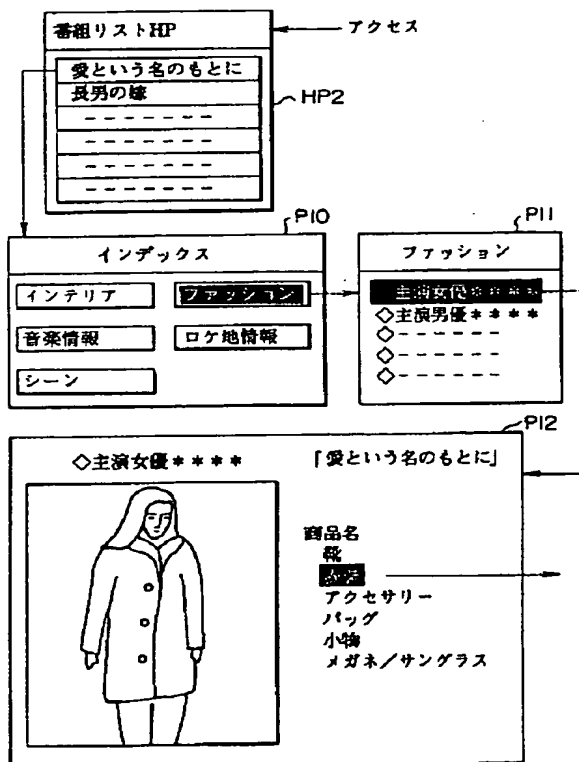 番組リストHP
アクセス
愛という名のもとに
長男の嫁
HP2
P10
インデックス
インテリア
ファッション
音楽情報
ロケ地情報
シーン
P11
ファッション
主演女優****
◇主演男優****
◇------
◇------
◇------
P12
◇主演女優****
「愛という名のもとに」
商品名
靴
アクセサリー
バッグ
小物
メガネ/サングラス